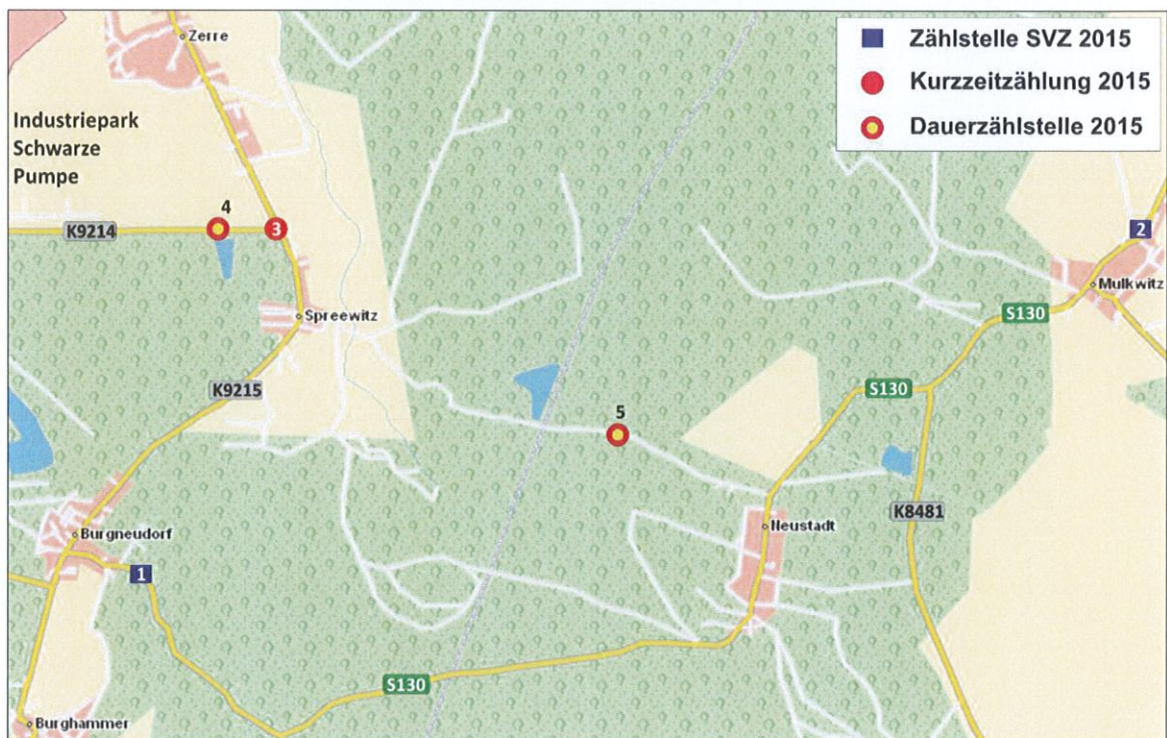 Zerre
Zählstelle SVZ 2015
Kurzzeitzählung 2015
Dauerzählstelle 2015
Industriepark
Schwarze
Pumpe
4
K9214
3
2
Mulkwitz
Spreewitz
S130
K9215
S130
5
K8481
Neustadt
Burgneudorf
1
S130
Burghammer